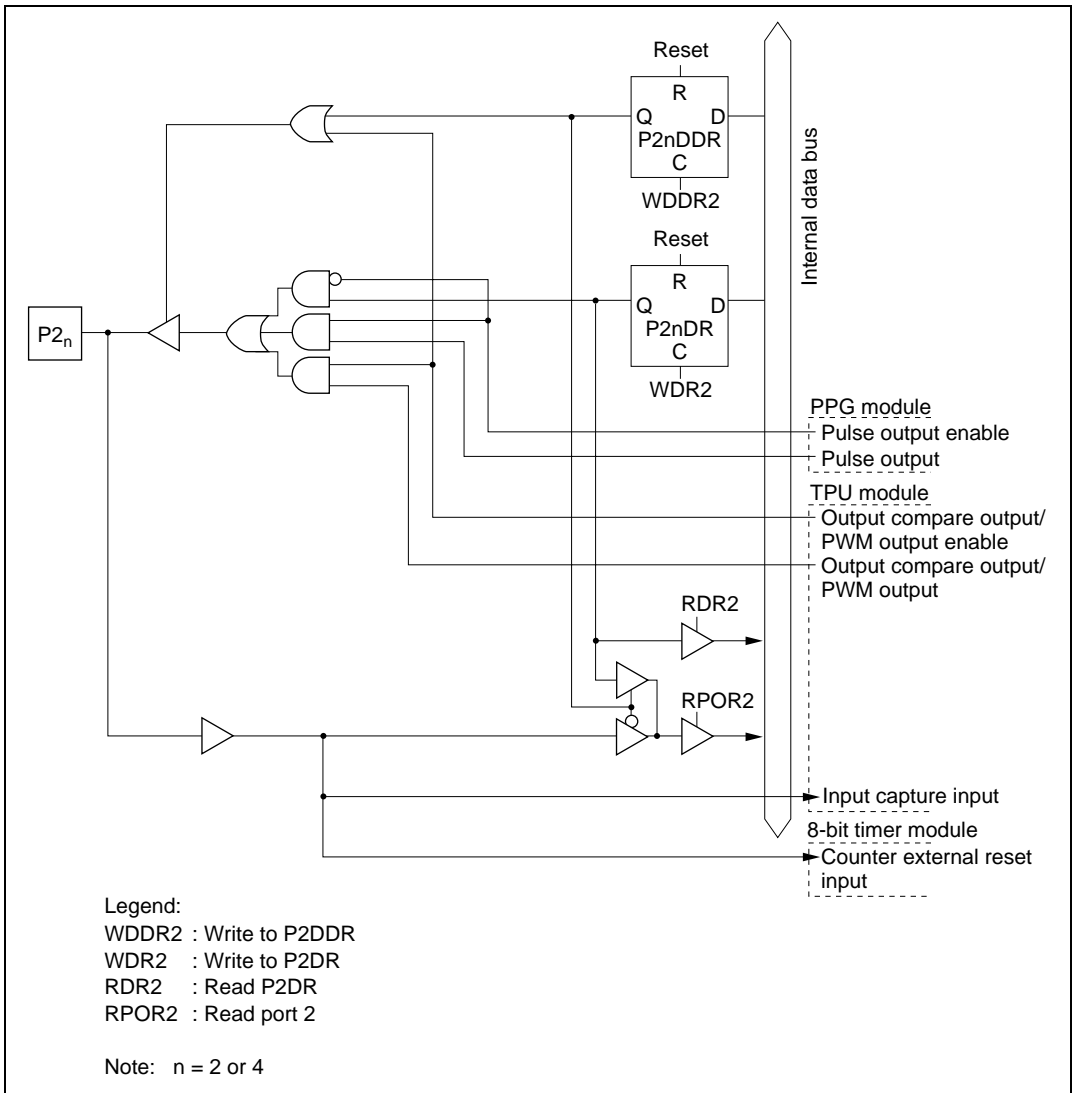 Reset
R
Q D
P2nDDR
C
WDDR2
Internal data bus
Reset
R
Q D
P2nDR
C
WDR2
P2n
PPG module
Pulse output enable
Pulse output
TPU module
Output compare output/
PWM output enable
Output compare output/
PWM output
RDR2
RPOR2
Input capture input
8-bit timer module
Counter external reset
input
Legend:
WDDR2 : Write to P2DDR
WDR2 : Write to P2DR
RDR2 : Read P2DR
RPOR2 : Read port 2
Note: n = 2 or 4